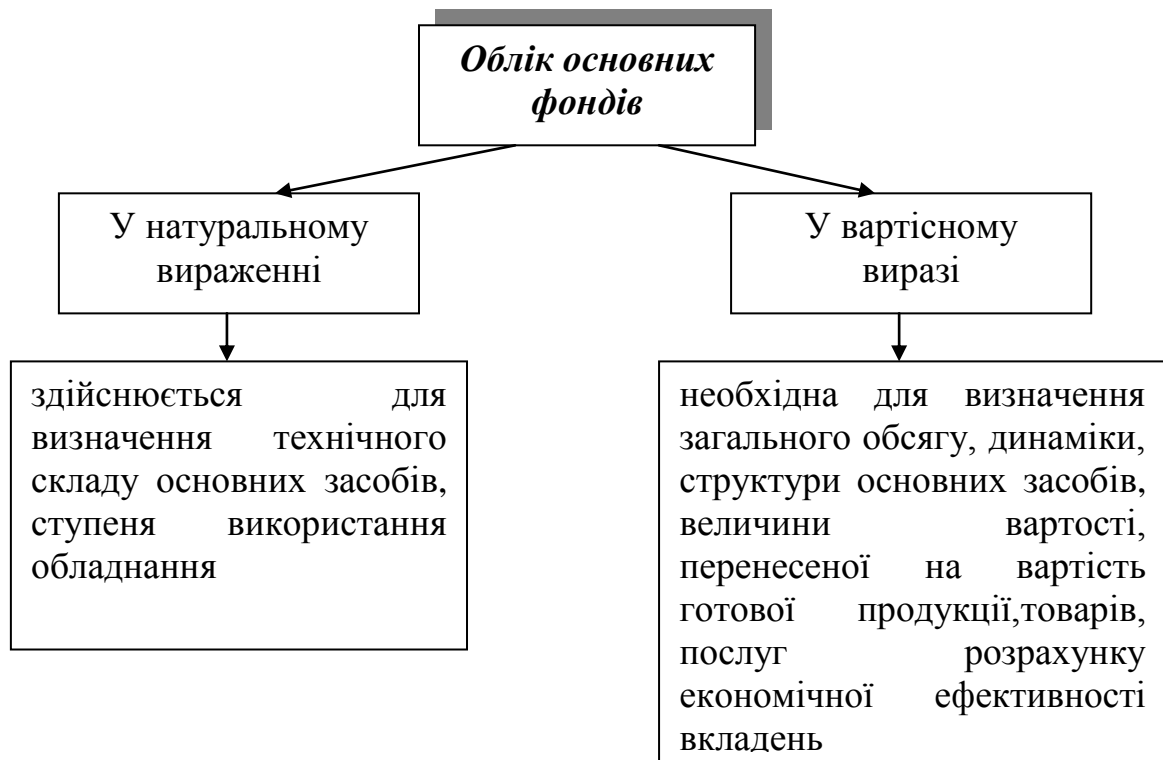 Облік основних
фондів
У натуральному
вираженні
У вартісному
виразі
здійснюється для
визначення технічного
складу основних засобів,
ступеня використання
обладнання
необхідна для визначення
загального обсягу, динаміки,
структури основних засобів,
величини вартості,
перенесеної на вартість
готової продукції,товарів,
послуг розрахунку
економічної ефективності
вкладень